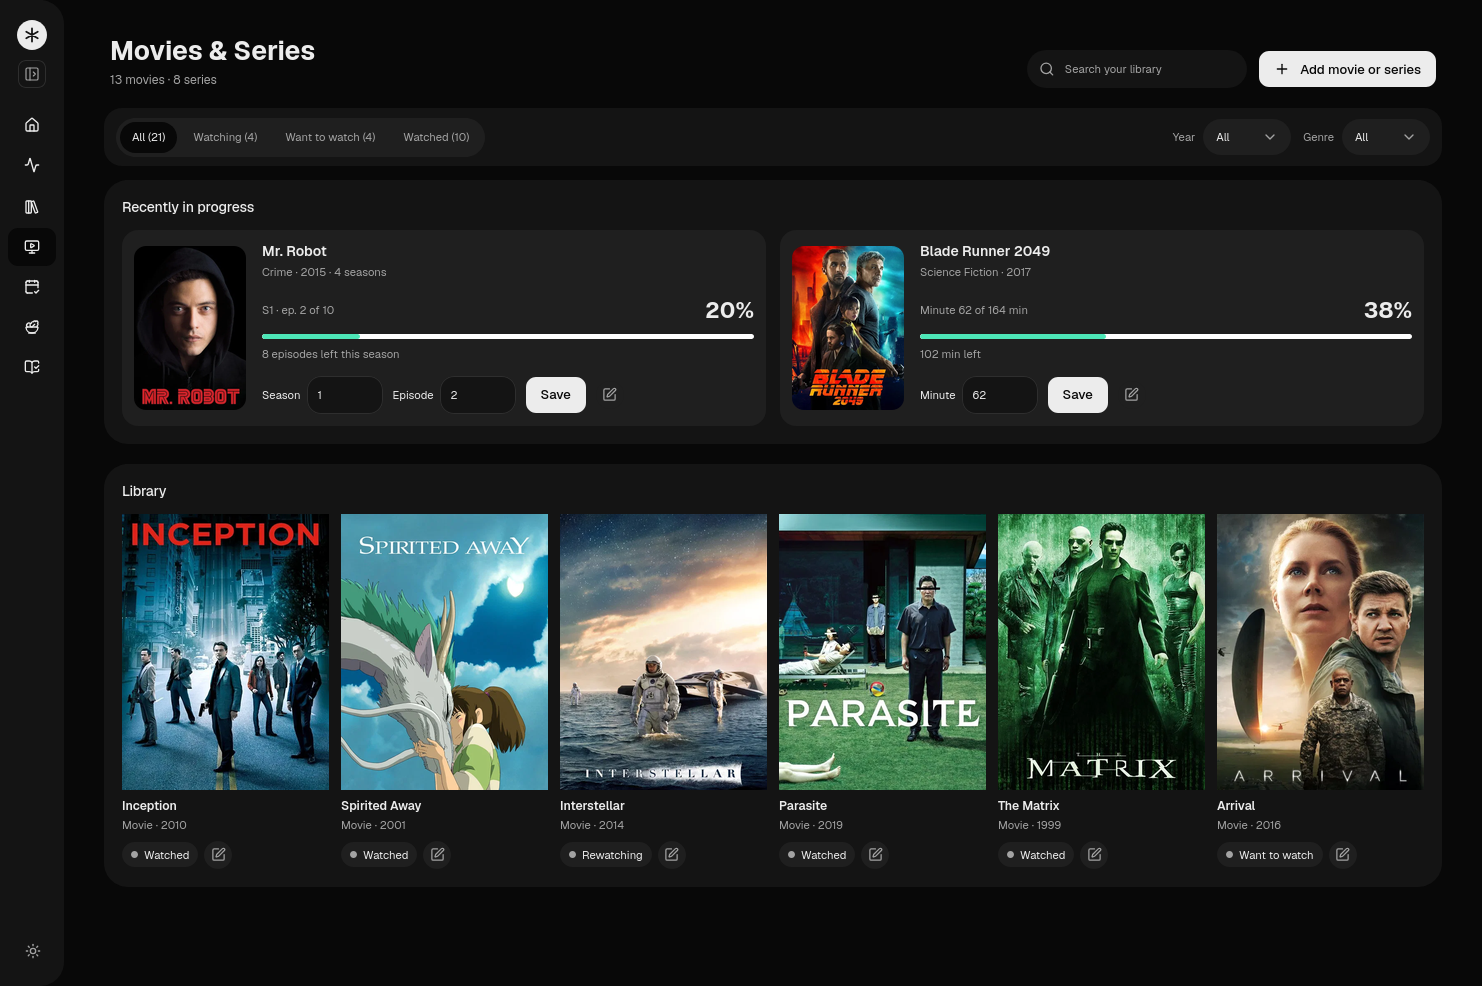 Movies & Series
13 movies · 8 series
Search your library
Add movie or series
All (21)
Watching (4)
Want to watch (4)
Watched (10)
Year
All
Genre
All
Recently in progress
MR. ROBOT
Mr. Robot
Crime · 2015 · 4 seasons
S1 · ep. 2 of 10
20%
8 episodes left this season
Season
1
Episode
2
Save
BLADE
RUNNER
2049
Blade Runner 2049
Science Fiction · 2017
Minute 62 of 164 min
38%
102 min left
Minute
62
Save
Library
INCEPTION
SPIRITED AWAY
INTERSTELLAR
PARASITE
THE
MATRIX
ARRIVAL
Inception
Movie · 2010
Watched
Spirited Away
Movie · 2001
Watched
Interstellar
Movie · 2014
Rewatching
Parasite
Movie · 2019
Watched
The Matrix
Movie · 1999
Watched
Arrival
Movie · 2016
Want to watch